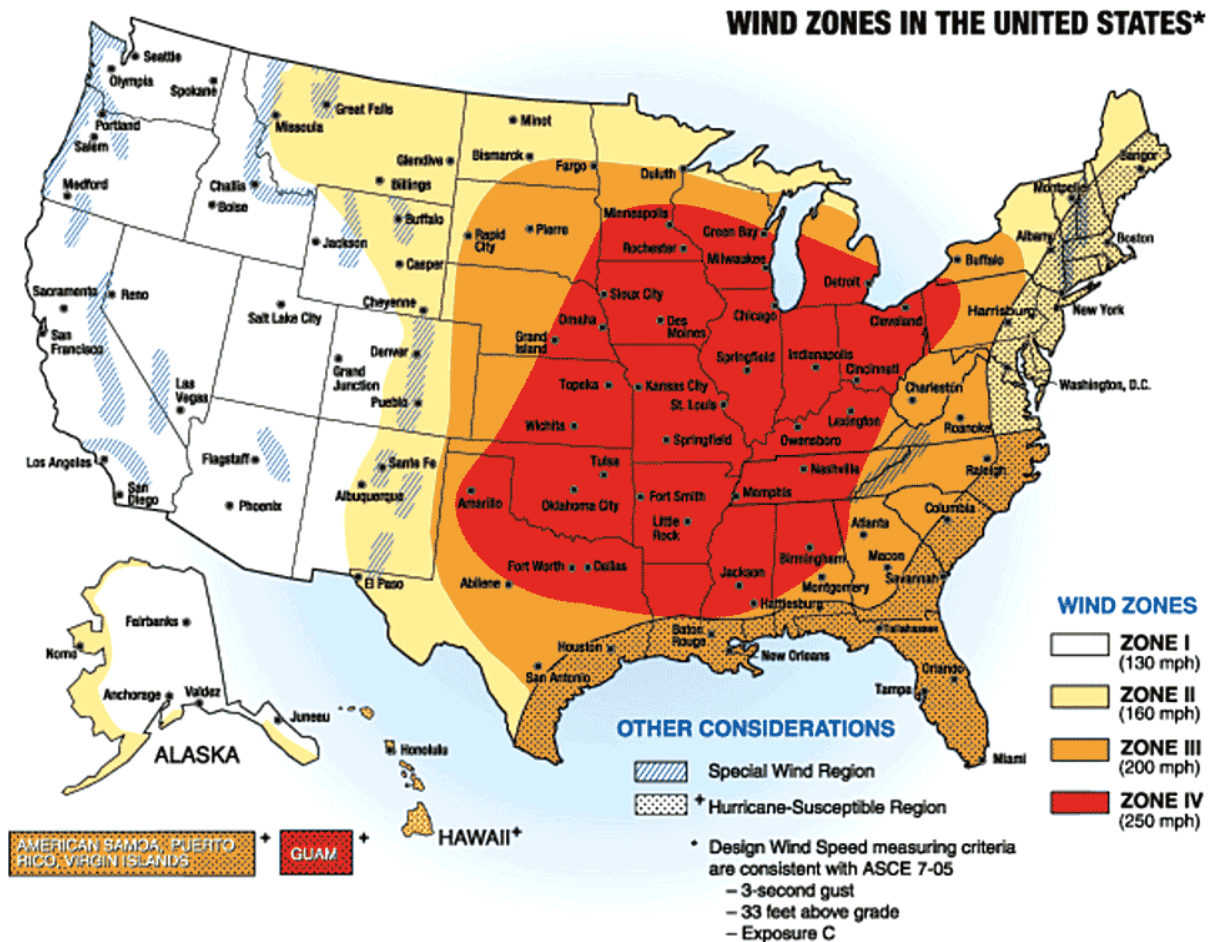 WIND ZONES IN THE UNITED STATES*
Seattle
Olympia
Spokane
Portland
Salem
Medford
Missoula
Great Falls
Glendive
Billings
Challis
Boise
Minot
Bismarck
Fargo
Duluth
Bangor
Montpelier
Albany
Boston
Buffalo
Jackson
Casper
Cheyenne
Rapid
City
Pierre
Minneapolis
Rochester
Green Bay
Milwaukee
Detroit
Buffalo
Sacramento
Reno
San
Francisco
Salt Lake City
Sioux City
Omaha
Des
Moines
Chicago
Cleveland
Harrisburg
New York
Grand
Island
Denver
Grand
Junction
Pueblo
Las
Vegas
Springfield
Indianapolis
Cincinnati
Charleston
Washington, D.C.
Topeka
Kansas City
St. Louis
Lexington
Owensboro
Roanoke
Wichita
Springfield
Los Angeles
San
Diego
Flagstaff
Phoenix
Santa Fe
Albuquerque
Amarillo
Tulsa
Oklahoma City
Fort Smith
Little
Rock
Memphis
Nashville
Raleigh
Columbia
Atlanta
Macon
Savannah
Birmingham
Montgomery
El Paso
Abilene
Fort Worth
Dallas
Jackson
Hattiesburg
Tallahassee
Houston
Baton
Rouge
New Orleans
San Antonio
Orlando
Tampa
Miami
Fairbanks
Nome
Anchorage
Valdez
Juneau
ALASKA
Honolulu
HAWAII+
AMERICAN SAMOA, PUERTO
RICO, VIRGIN ISLANDS
+
GUAM
+
WIND ZONES
ZONE I
(130 mph)
ZONE II
(160 mph)
ZONE III
(200 mph)
ZONE IV
(250 mph)
OTHER CONSIDERATIONS
Special Wind Region
+ Hurricane-Susceptible Region
* Design Wind Speed measuring criteria
are consistent with ASCE 7-05
– 3-second gust
– 33 feet above grade
– Exposure C